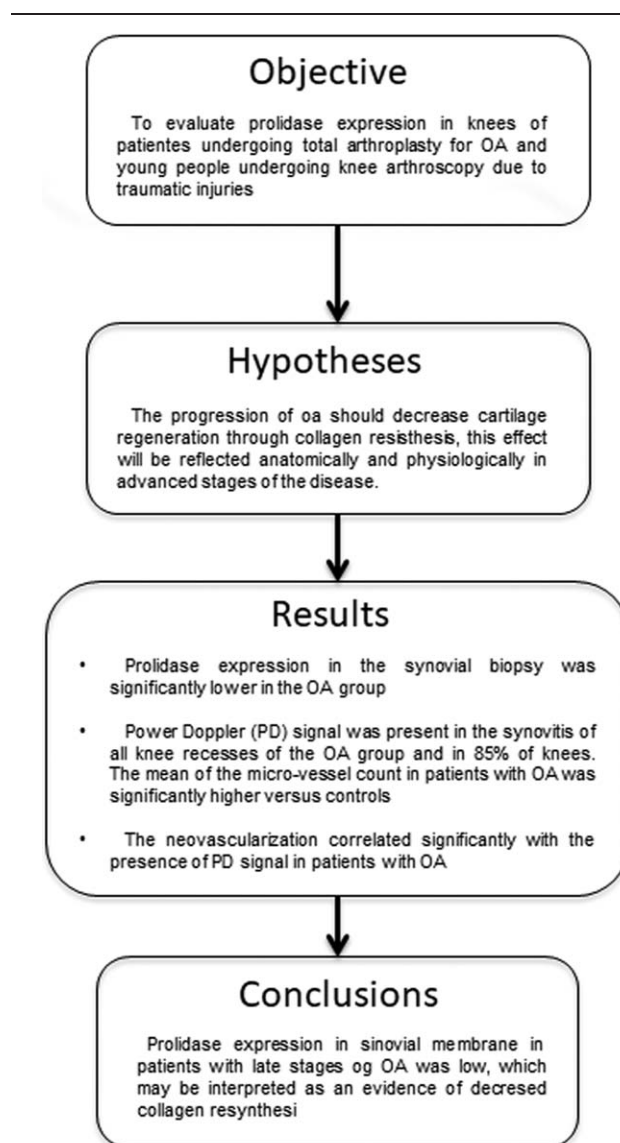 Objective
To evaluate prolidase expression in knees of
patientes undergoing total arthroplasty for OA and
young people undergoing knee arthroscopy due to
traumatic injuries
Hypotheses
The progression of oa should decrease cartilage
regeneration through collagen resisthesis, this effect
will be reflected anatomically and physiologically in
advanced stages of the disease.
Results
• Prolidase expression in the synovial biopsy was
significantly lower in the OA group
• Power Doppler (PD) signal was present in the synovitis of
all knee recesses of the OA group and in 85% of knees.
The mean of the micro-vessel count in patients with OA was
significantly higher versus controls
• The neovascularization correlated significantly with the
presence of PD signal in patients with OA
Conclusions
Prolidase expression in sinovial membrane in
patients with late stages og OA was low, which
may be interpreted as an evidence of decresed
collagen resynthesi